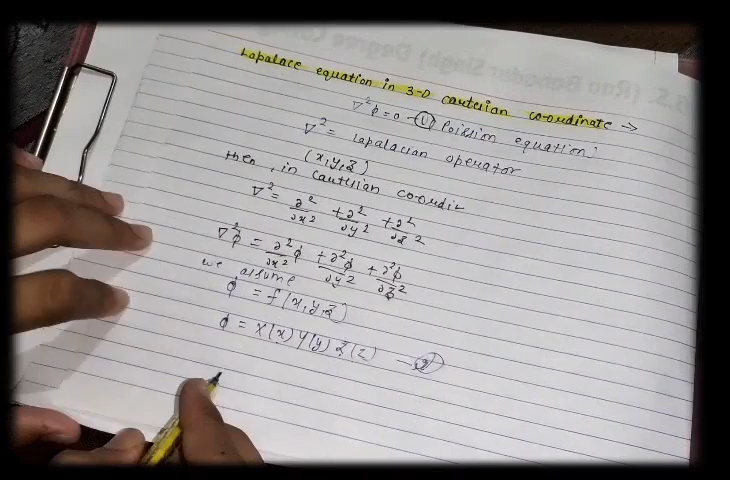 Lapalace equation in 3-D cartesian co-ordinate →
∇²ϕ = 0 - (1) (Poission equation)
∇² = lapalacian operator
(x, y, z)
then, in cartesian co-ordi
∇² = ∂²/∂x² + ∂²/∂y² + ∂²/∂z²
∇²ϕ = ∂²ϕ/∂x² + ∂²ϕ/∂y² + ∂²ϕ/∂z²
we assume
ϕ = f(x, y, z)
ϕ = X(x) Y(y) Z(z) - (2)